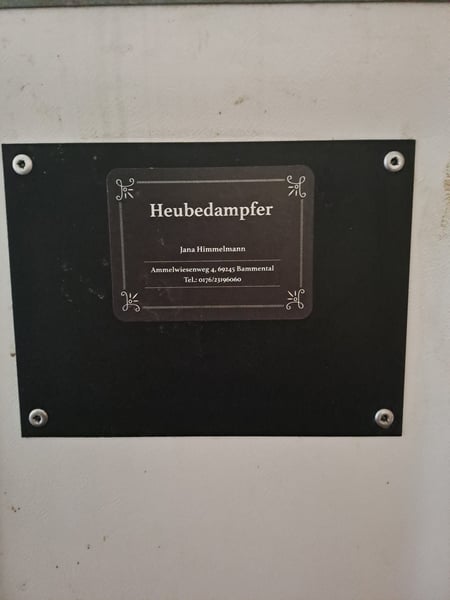 Heubedampfer
Jana Himmelmann
Ammelwiesenweg 4, 69245 Bammental
Tel.: 0176/23196060